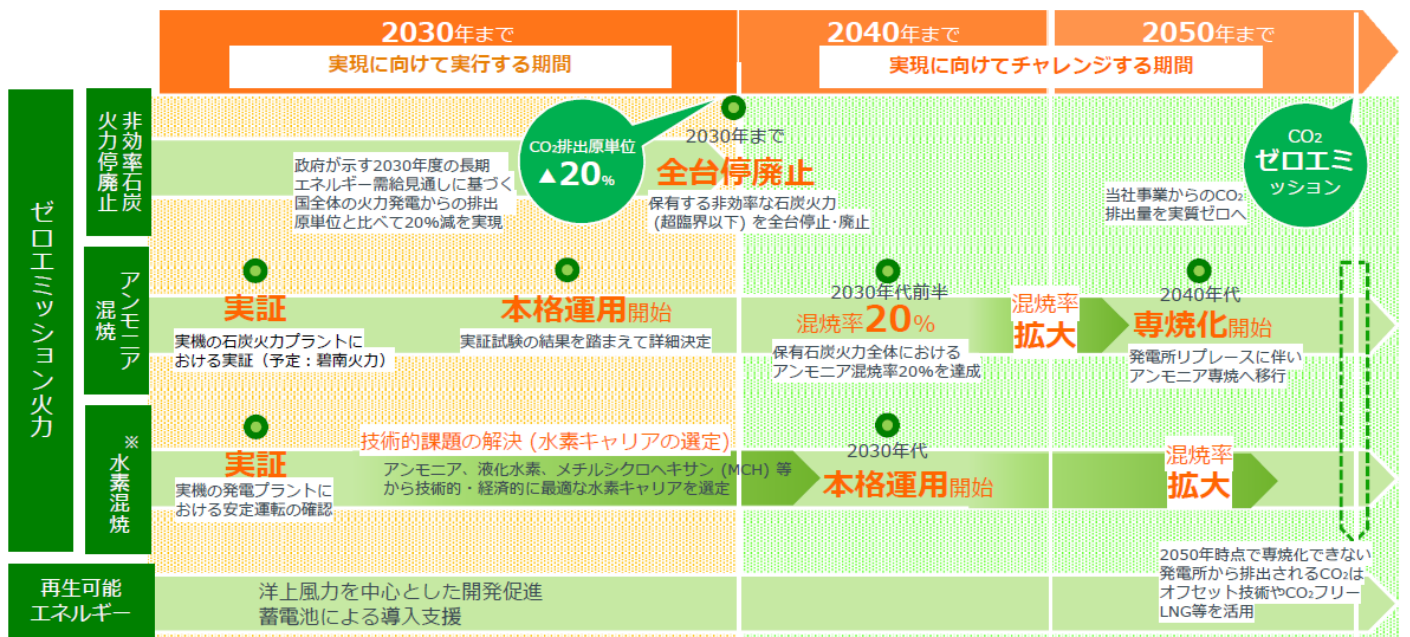 2030年まで
実現に向けて実行する期間
2040年まで
2050年まで
実現に向けてチャレンジする期間
ゼロエミッション火力
非効率石炭
火力停廃止
政府が示す2030年度の長期
エネルギー需給見通しに基づく
国全体の火力発電からの排出
原単位と比べて20%減を実現
CO₂排出原単位
▲20%
2030年まで
全台停廃止
保有する非効率な石炭火力
(超臨界以下) を全台停止･廃止
当社事業からのCO₂
排出量を実質ゼロへ
CO₂
ゼロエミ
ッション
アンモニア
混焼
実証
実機の石炭火力プラントに
おける実証（予定：碧南火力）
本格運用開始
実証試験の結果を踏まえて詳細決定
2030年代前半
混焼率20%
保有石炭火力全体における
アンモニア混焼率20%を達成
混焼率
拡大
2040年代
専焼化開始
発電所リプレースに伴い
アンモニア専焼へ移行
※水素混焼
実証
実機の発電プラントに
おける安定運転の確認
技術的課題の解決 (水素キャリアの選定)
アンモニア、液化水素、メチルシクロヘキサン (MCH) 等
から技術的・経済的に最適な水素キャリアを選定
2030年代
本格運用開始
混焼率
拡大
2050年時点で専焼化できない
発電所から排出されるCO₂は
オフセット技術やCO₂フリー
LNG等を活用
再生可能
エネルギー
洋上風力を中心とした開発促進
蓄電池による導入支援